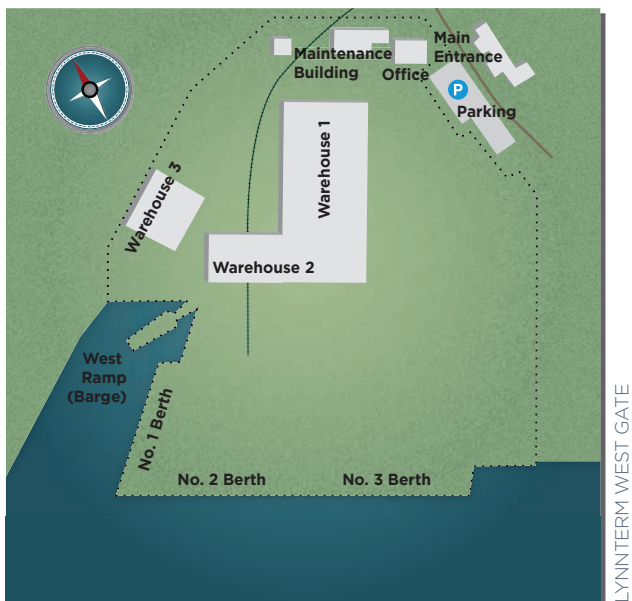 Main
Entrance
Maintenance
Building
Office
P
Parking
Warehouse 1
Warehouse 3
Warehouse 2
West
Ramp
(Barge)
No. 1 Berth
No. 2 Berth
No. 3 Berth
LYNNTERM WEST GATE